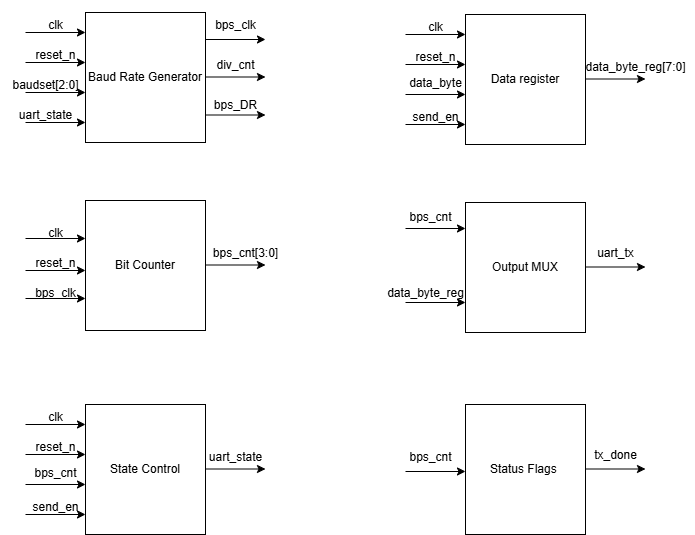 clk
reset_n
baudset[2:0]
uart_state
Baud Rate Generator
bps_clk
div_cnt
bps_DR
clk
reset_n
data_byte
send_en
Data register
data_byte_reg[7:0]
clk
reset_n
bps_clk
Bit Counter
bps_cnt[3:0]
bps_cnt
data_byte_reg
Output MUX
uart_tx
clk
reset_n
bps_cnt
send_en
State Control
uart_state
bps_cnt
Status Flags
tx_done